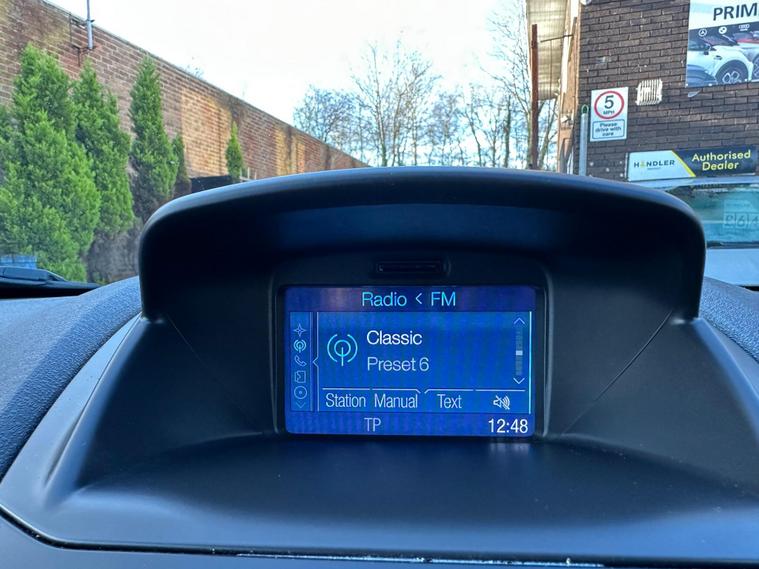 PRIM
5
MPH
Please
drive with
care
HANDLER
Authorised
Dealer
Radio < FM
Classic
Preset 6
Station Manual Text
TP 12:48